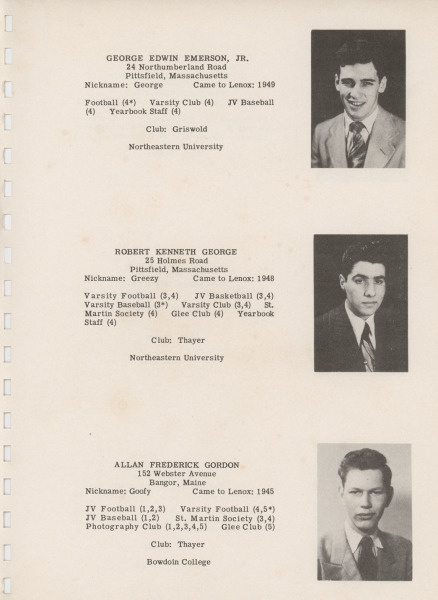 GEORGE EDWIN EMERSON, JR.
24 Northumberland Road
Pittsfield, Massachusetts
Nickname: George Came to Lenox: 1949
Football (4*) Varsity Club (4) JV Baseball
(4) Yearbook Staff (4)
Club: Griswold
Northeastern University
ROBERT KENNETH GEORGE
25 Holmes Road
Pittsfield, Massachusetts
Nickname: Greezy Came to Lenox: 1948
Varsity Football (3,4) JV Basketball (3,4)
Varsity Baseball (3*) Varsity Club (3,4) St.
Martin Society (4) Glee Club (4) Yearbook
Staff (4)
Club: Thayer
Northeastern University
ALLAN FREDERICK GORDON
152 Webster Avenue
Bangor, Maine
Nickname: Goofy Came to Lenox: 1945
JV Football (1,2,3) Varsity Football (4,5*)
JV Baseball (1,2) St. Martin Society (3,4)
Photography Club (1,2,3,4,5) Glee Club (5)
Club: Thayer
Bowdoin College